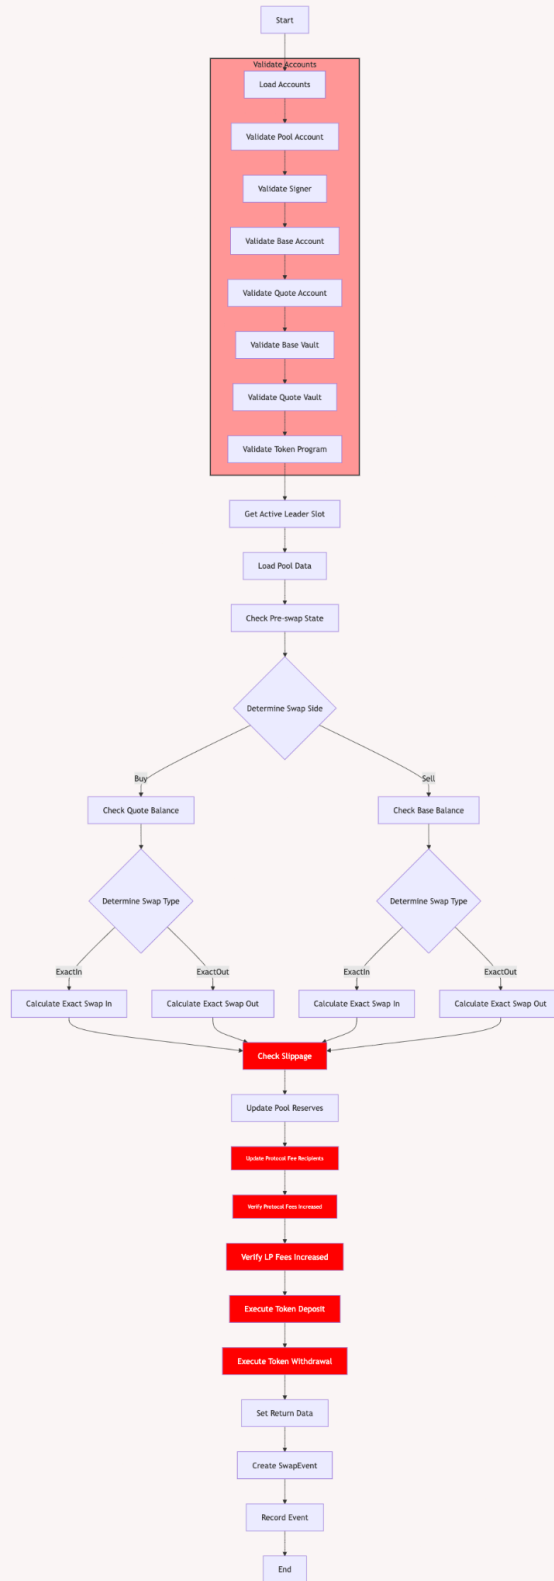 Start
Validate Accounts
Load Accounts
Validate Pool Account
Validate Signer
Validate Base Account
Validate Quote Account
Validate Base Vault
Validate Quote Vault
Validate Token Program
Get Active Leader Slot
Load Pool Data
Check Pre-swap State
Determine Swap Side
Buy
Sell
Check Quote Balance
Check Base Balance
Determine Swap Type
Determine Swap Type
ExactIn
ExactOut
ExactIn
ExactOut
Calculate Exact Swap In
Calculate Exact Swap Out
Calculate Exact Swap In
Calculate Exact Swap Out
Check Slippage
Update Pool Reserves
Update Protocol Fee Recipients
Verify Protocol Fees Increased
Verify LP Fees Increased
Execute Token Deposit
Execute Token Withdrawal
Set Return Data
Create SwapEvent
Record Event
End